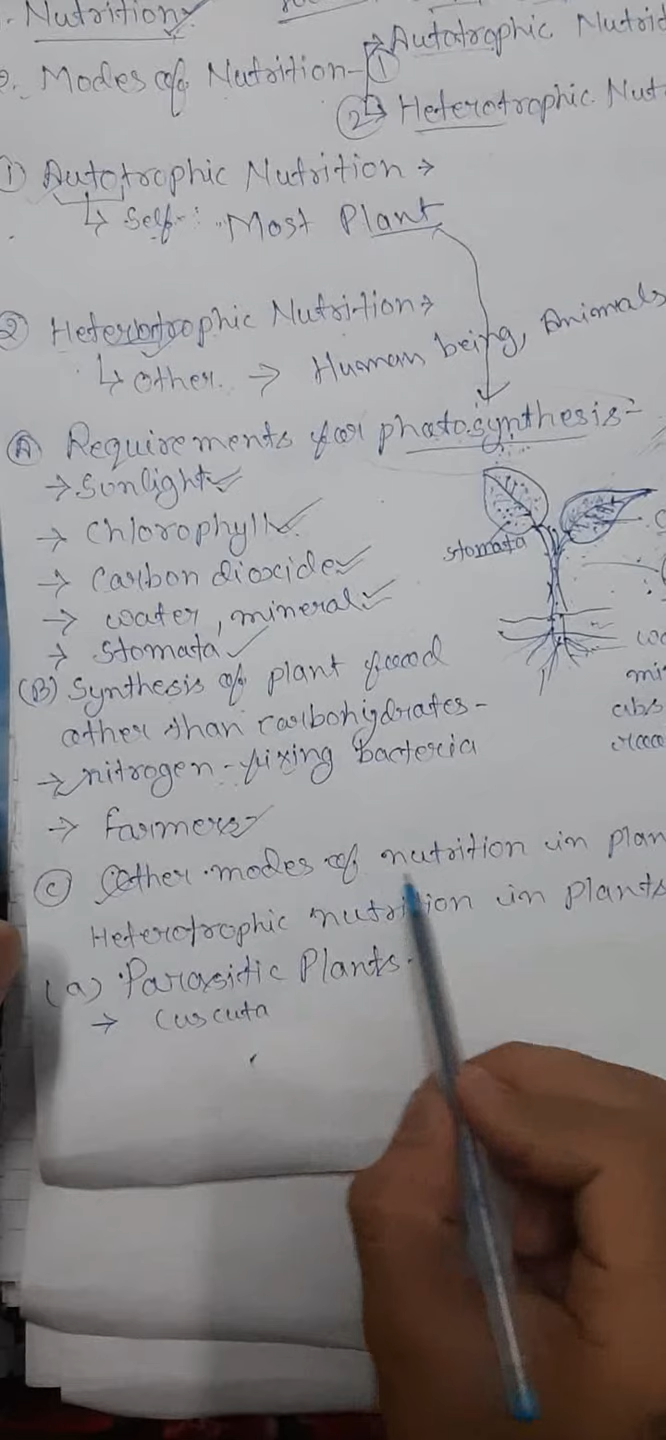 Nutrition
2. Modes of Nutrition - ① Autotrophic Nutrit
② Heterotrophic Nut
① Autotrophic Nutrition →
↳ Self-: Most Plant
② Heterotrophic Nutrition →
↳ other → Human being, Animals
(A) Requirements for photosynthesis -
→ Sunlight ✓
→ Chlorophyll ✓
→ Carbon dioxide ✓
→ water, mineral ✓
→ Stomata ✓
stomata
(B) Synthesis of plant food
other than carbohydrates -
→ nitrogen-fixing bacteria
→ farmers ✓
mi
abs
roo
(C) Other modes of nutrition in plan
Heterotrophic nutrition in plants
(a) Parasitic Plants.
→ Cuscuta